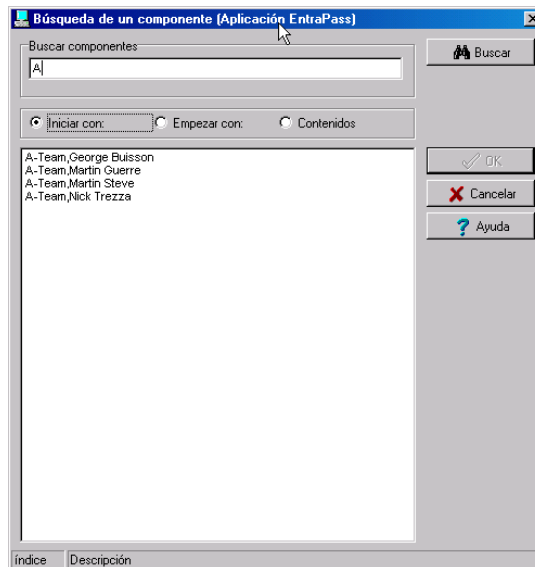 Búsqueda de un componente (Aplicación EntraPass)
Buscar componentes
A
Buscar
Iniciar con: Empezar con: Contenidos
A-Team,George Buisson
A-Team,Martin Guerre
A-Team,Martin Steve
A-Team,Nick Trezza
OK
Cancelar
Ayuda
índice Descripción